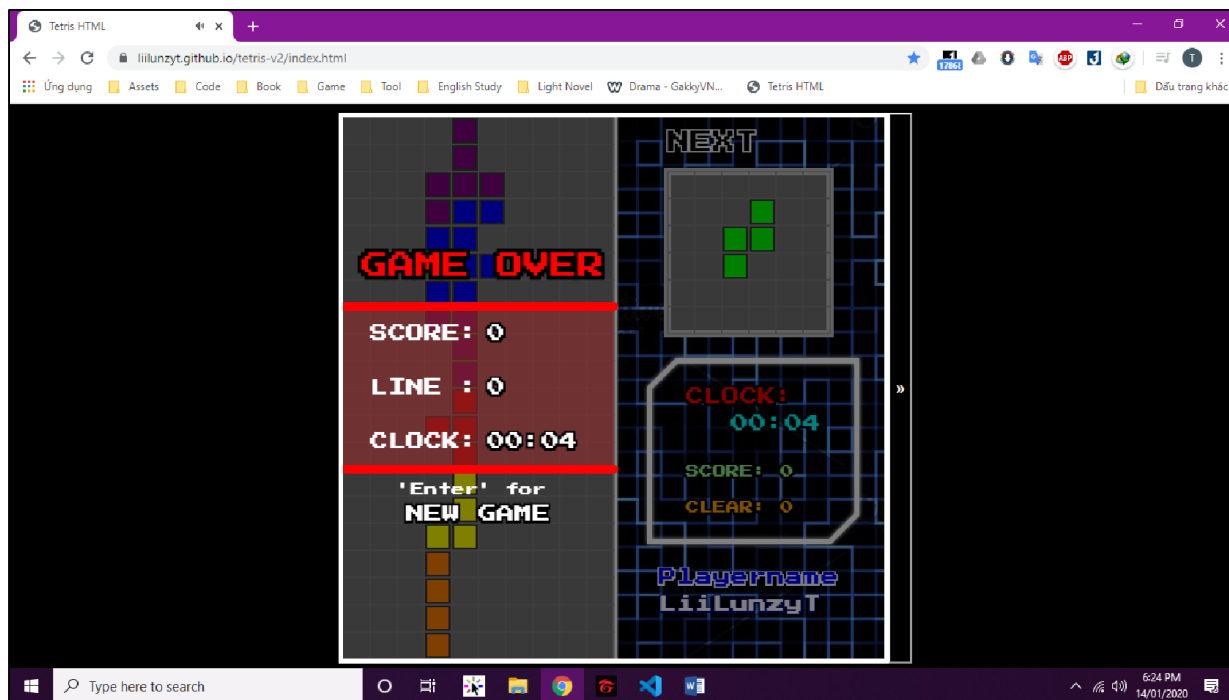 Tetris HTML
liilunzyt.github.io/tetris-v2/index.html
1786
ABP
T
Ứng dụng Assets Code Book Game Tool English Study Light Novel Drama - GakkyVN... Tetris HTML Dấu trang khác
NEXT
GAME OVER
SCORE: 0
LINE : 0
CLOCK: 00:04
'Enter' for
NEW GAME
CLOCK:
00:04
SCORE: 0
CLEAR: 0
Playername
LiiLunzyT
»
Type here to search
6:24 PM
14/01/2020